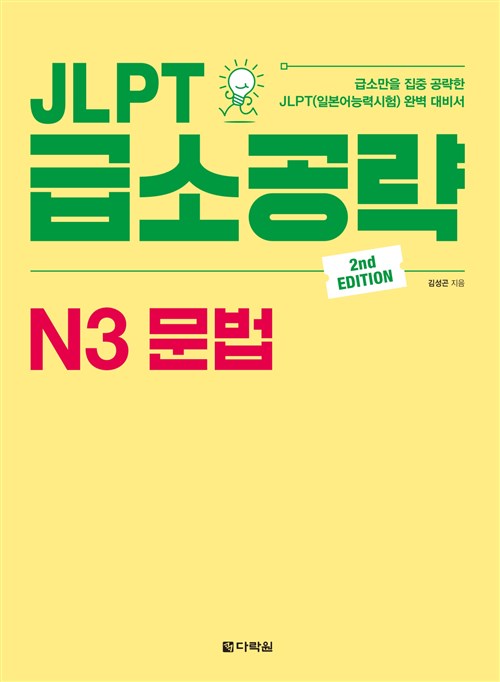 JLPT
급소만을 집중 공략한
JLPT(일본어능력시험) 완벽 대비서
급소공략
2nd
EDITION
김성곤 지음
N3 문법
다락원